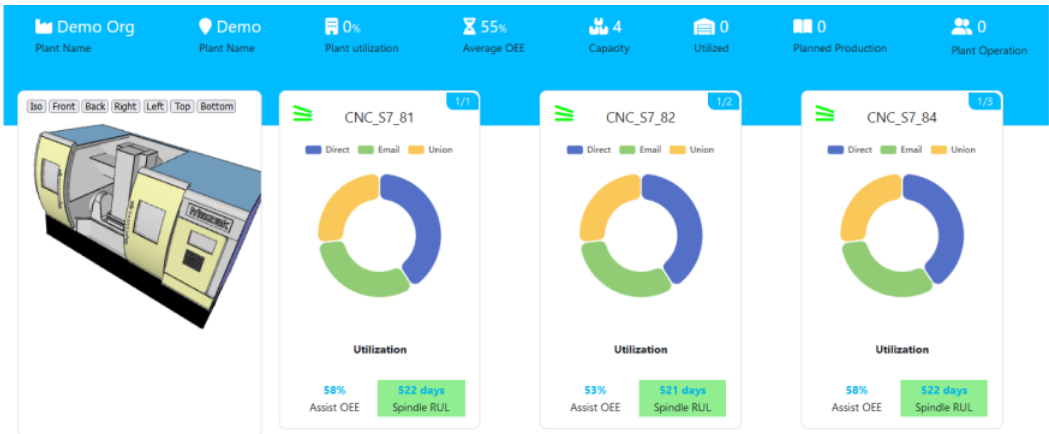 Demo Org
Plant Name
Demo
Plant Name
0%
Plant utilization
55%
Average OEE
4
Capacity
0
Utilized
0
Planned Production
0
Plant Operation
Iso Front Back Right Left Top Bottom
Mazak
1/1
CNC_S7_81
Direct Email Union
Utilization
58%
Assist OEE
522 days
Spindle RUL
1/2
CNC_S7_82
Direct Email Union
Utilization
53%
Assist OEE
521 days
Spindle RUL
1/3
CNC_S7_84
Direct Email Union
Utilization
58%
Assist OEE
522 days
Spindle RUL